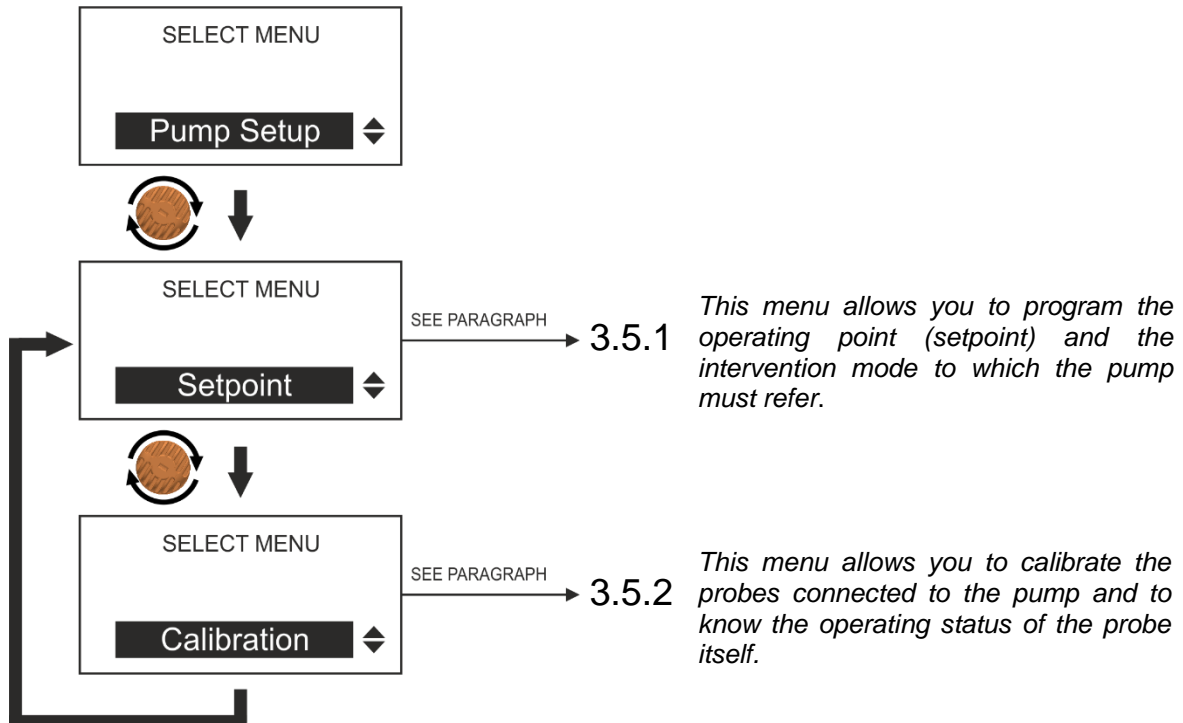 SELECT MENU
Pump Setup
SELECT MENU
Setpoint
SEE PARAGRAPH
3.5.1
This menu allows you to program the
operating point (setpoint) and the
intervention mode to which the pump
must refer.
SELECT MENU
Calibration
SEE PARAGRAPH
3.5.2
This menu allows you to calibrate the
probes connected to the pump and to
know the operating status of the probe
itself.